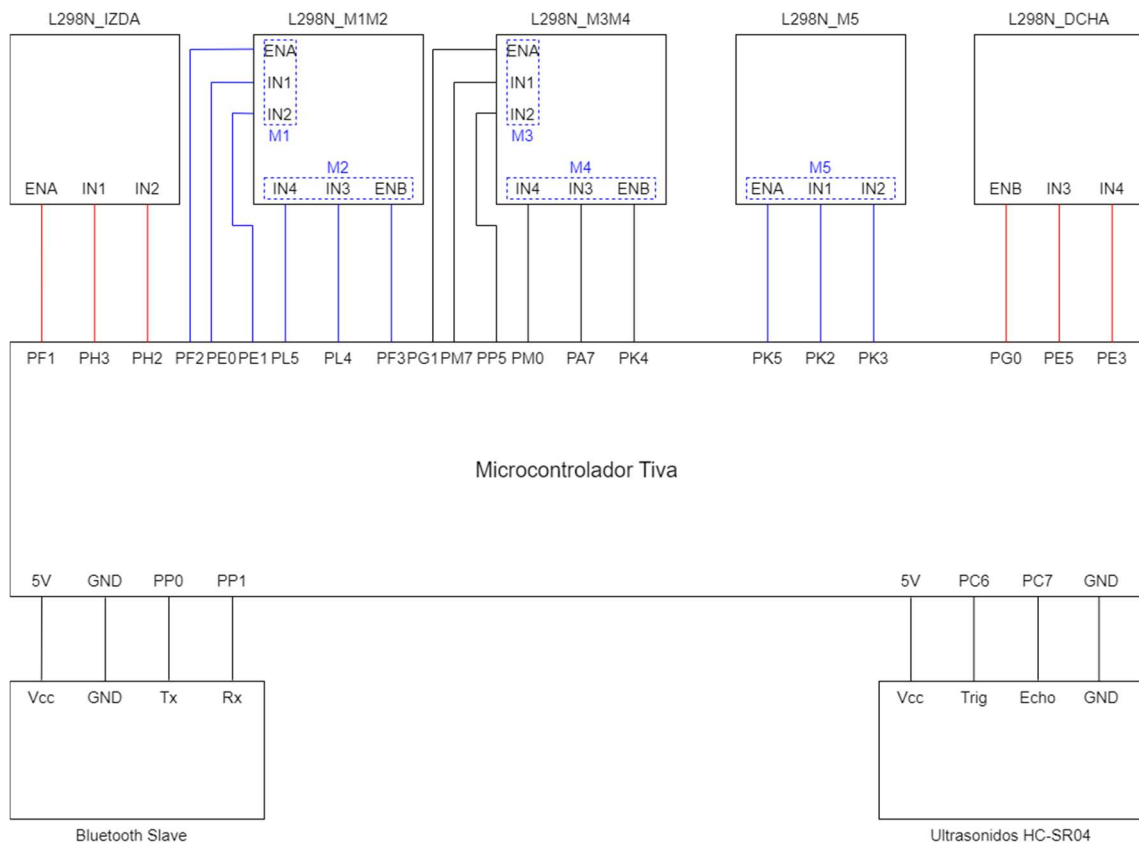 L298N_IZDA L298N_M1M2 L298N_M3M4 L298N_M5 L298N_DCHA
ENA ENA
IN1 IN1
IN2 IN2
M1 M3
M2 M4 M5
ENA IN1 IN2 IN4 IN3 ENB IN4 IN3 ENB ENA IN1 IN2 ENB IN3 IN4
PF1 PH3 PH2 PF2 PE0 PE1 PL5 PL4 PF3 PG1 PM7 PP5 PM0 PA7 PK4 PK5 PK2 PK3 PG0 PE5 PE3
Microcontrolador Tiva
5V GND PP0 PP1 5V PC6 PC7 GND
Vcc GND Tx Rx Vcc Trig Echo GND
Bluetooth Slave Ultrasonidos HC-SR04